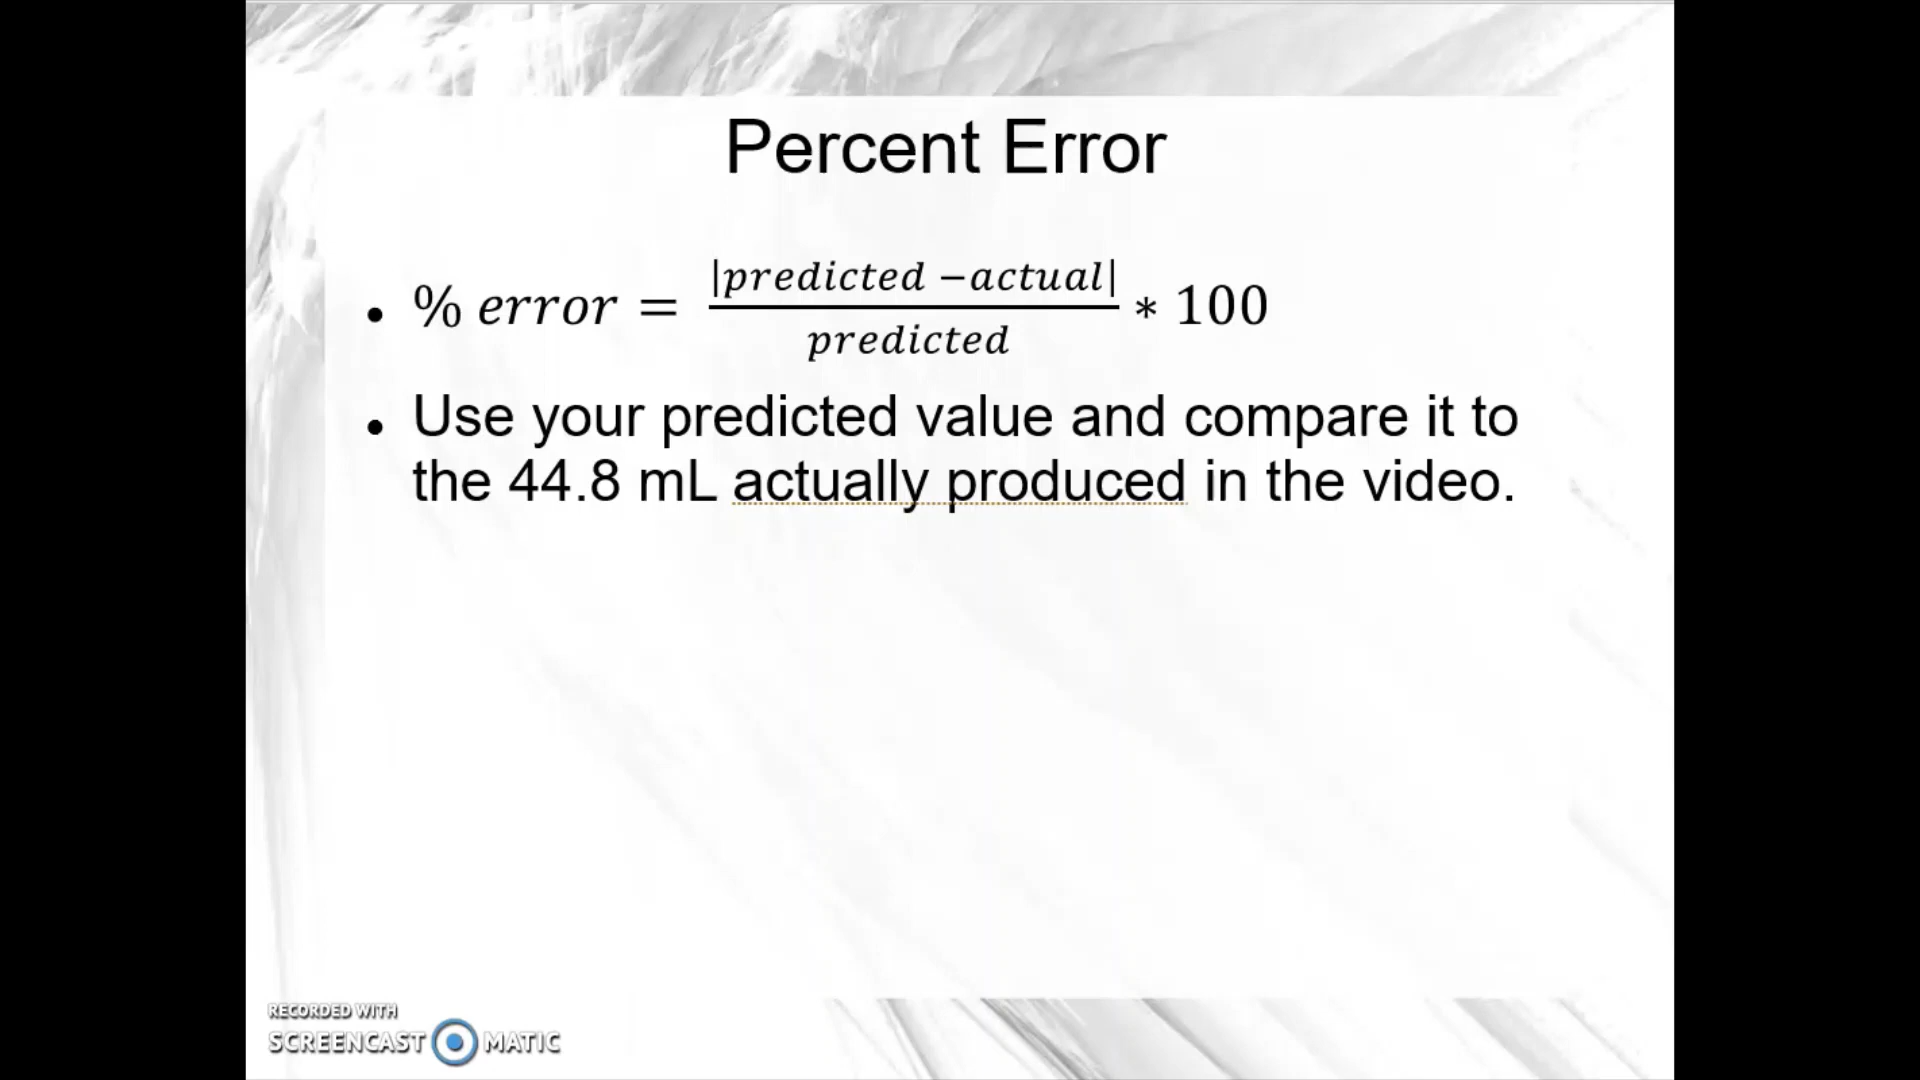 Percent Error
• % error = |predicted −actual| / predicted * 100
• Use your predicted value and compare it to
the 44.8 mL actually produced in the video.
RECORDED WITH
SCREENCAST MATIC